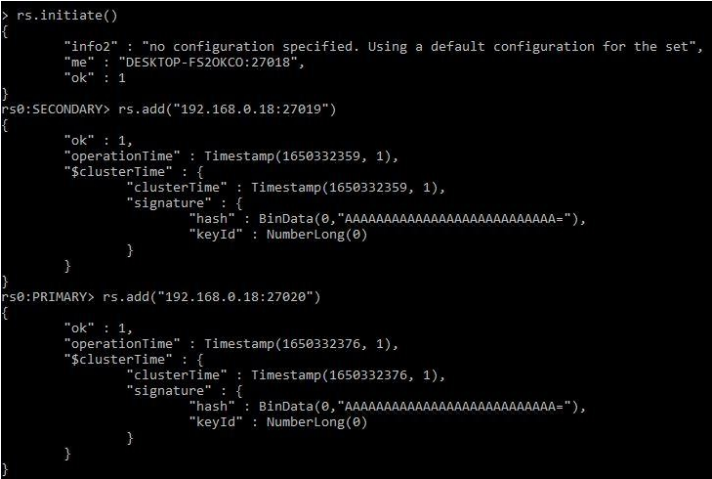 > rs.initiate()
{
        "info2" : "no configuration specified. Using a default configuration for the set",
        "me" : "DESKTOP-FS2OKCO:27018",
        "ok" : 1
}
rs0:SECONDARY> rs.add("192.168.0.18:27019")
{
        "ok" : 1,
        "operationTime" : Timestamp(1650332359, 1),
        "$clusterTime" : {
                "clusterTime" : Timestamp(1650332359, 1),
                "signature" : {
                        "hash" : BinData(0,"AAAAAAAAAAAAAAAAAAAAAAAAAAA="),
                        "keyId" : NumberLong(0)
                }
        }
}
rs0:PRIMARY> rs.add("192.168.0.18:27020")
{
        "ok" : 1,
        "operationTime" : Timestamp(1650332376, 1),
        "$clusterTime" : {
                "clusterTime" : Timestamp(1650332376, 1),
                "signature" : {
                        "hash" : BinData(0,"AAAAAAAAAAAAAAAAAAAAAAAAAAA="),
                        "keyId" : NumberLong(0)
                }
        }
}